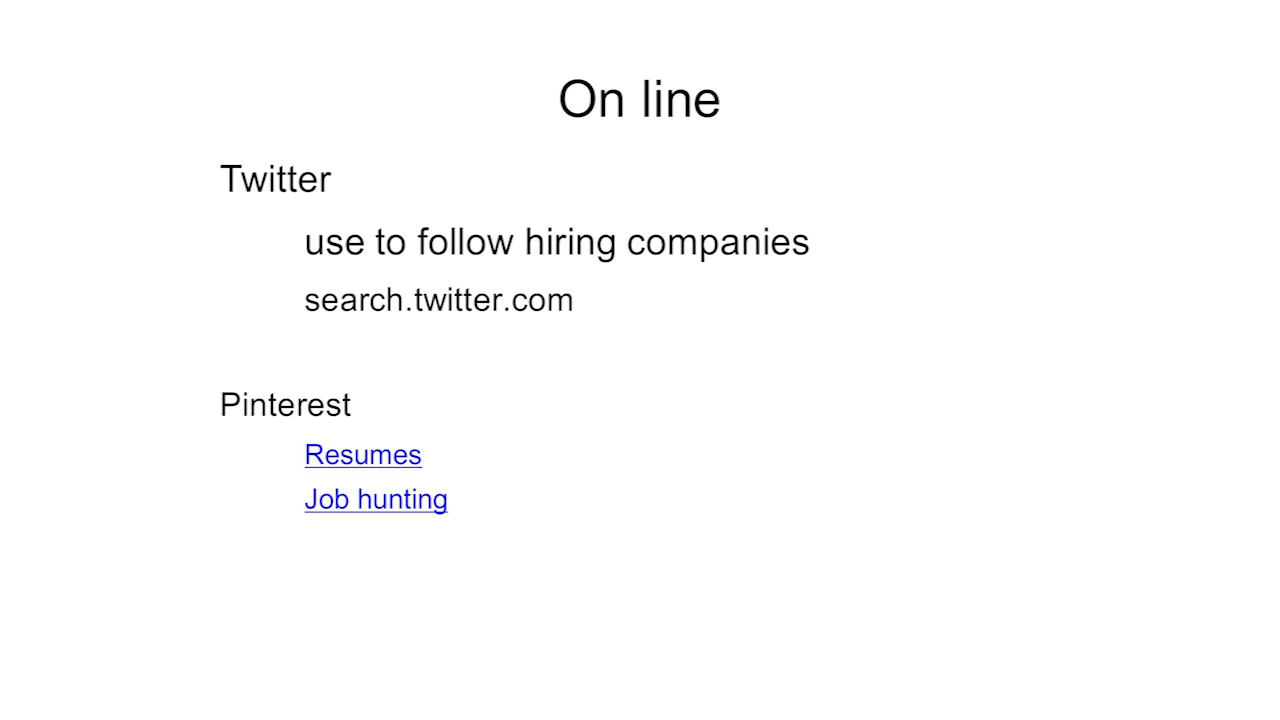 On line
Twitter
use to follow hiring companies
search.twitter.com
Pinterest
Resumes
Job hunting